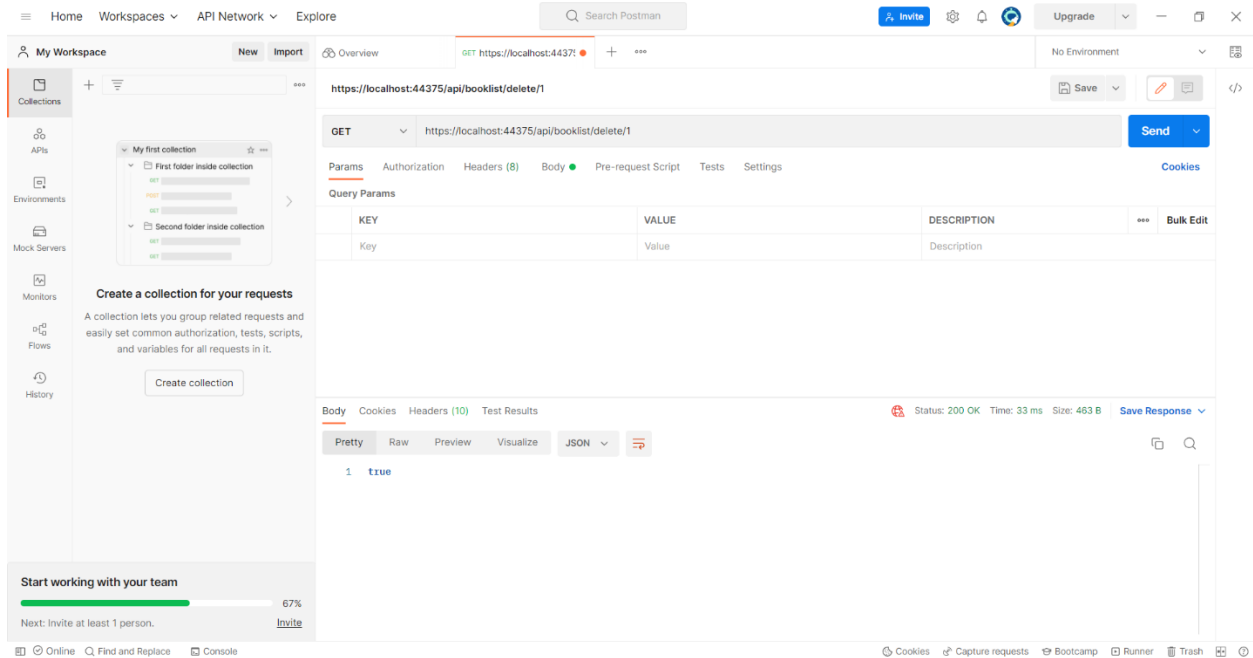 Home Workspaces API Network Explore
Search Postman
Invite
Upgrade
My Workspace New Import
Overview
GET https://localhost:4437
No Environment
Collections
APIs
Environments
Mock Servers
Monitors
Flows
History
My first collection
First folder inside collection
GET
POST
GET
Second folder inside collection
GET
GET
Create a collection for your requests
A collection lets you group related requests and
easily set common authorization, tests, scripts,
and variables for all requests in it.
Create collection
Start working with your team
67%
Next: Invite at least 1 person. Invite
https://localhost:44375/api/booklist/delete/1
Save
GET https://localhost:44375/api/booklist/delete/1
Send
Params Authorization Headers (8) Body Pre-request Script Tests Settings
Cookies
Query Params
KEY VALUE DESCRIPTION Bulk Edit
Key Value Description
Body Cookies Headers (10) Test Results
Status: 200 OK Time: 33 ms Size: 463 B Save Response
Pretty Raw Preview Visualize JSON
1 true
Online Find and Replace Console
Cookies Capture requests Bootcamp Runner Trash